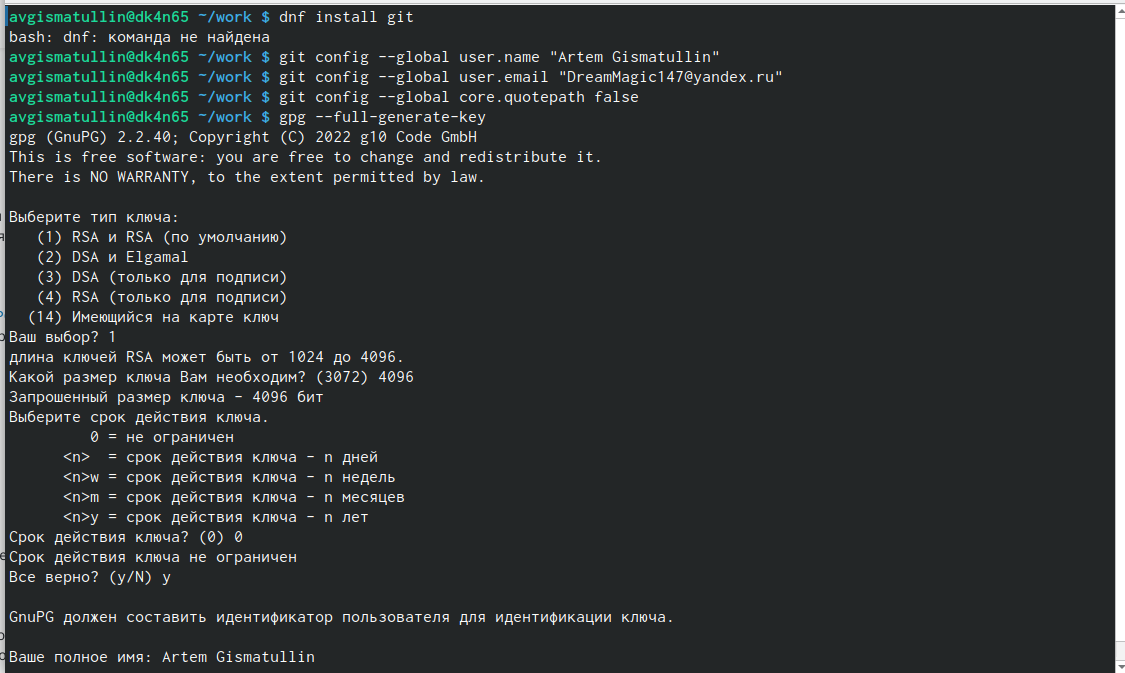 avgismatullin@dk4n65 ~/work $ dnf install git
bash: dnf: команда не найдена
avgismatullin@dk4n65 ~/work $ git config --global user.name "Artem Gismatullin"
avgismatullin@dk4n65 ~/work $ git config --global user.email "DreamMagic147@yandex.ru"
avgismatullin@dk4n65 ~/work $ git config --global core.quotepath false
avgismatullin@dk4n65 ~/work $ gpg --full-generate-key
gpg (GnuPG) 2.2.40; Copyright (C) 2022 g10 Code GmbH
This is free software: you are free to change and redistribute it.
There is NO WARRANTY, to the extent permitted by law.

Выберите тип ключа:
   (1) RSA и RSA (по умолчанию)
   (2) DSA и Elgamal
   (3) DSA (только для подписи)
   (4) RSA (только для подписи)
  (14) Имеющийся на карте ключ
Ваш выбор? 1
длина ключей RSA может быть от 1024 до 4096.
Какой размер ключа Вам необходим? (3072) 4096
Запрошенный размер ключа - 4096 бит
Выберите срок действия ключа.
         0 = не ограничен
      <n>  = срок действия ключа - n дней
      <n>w = срок действия ключа - n недель
      <n>m = срок действия ключа - n месяцев
      <n>y = срок действия ключа - n лет
Срок действия ключа? (0) 0
Срок действия ключа не ограничен
Все верно? (y/N) y

GnuPG должен составить идентификатор пользователя для идентификации ключа.

Ваше полное имя: Artem Gismatullin